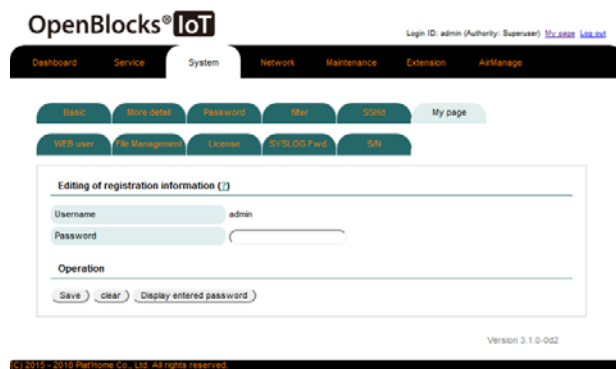 OpenBlocks® IoT
Login ID: admin (Authority: Superuser) My page Log out
Dashboard Service System Network Maintenance Extension AirManage
Basic More detail Password filter SSHd My page
WEB user File Management License SYSLOG Fwd. S/N
Editing of registration information (?)
Username admin
Password
Operation
Save clear Display entered password
Version 3.1.0-0d2
(C) 2015 - 2018 Plat'Home Co., Ltd. All rights reserved.